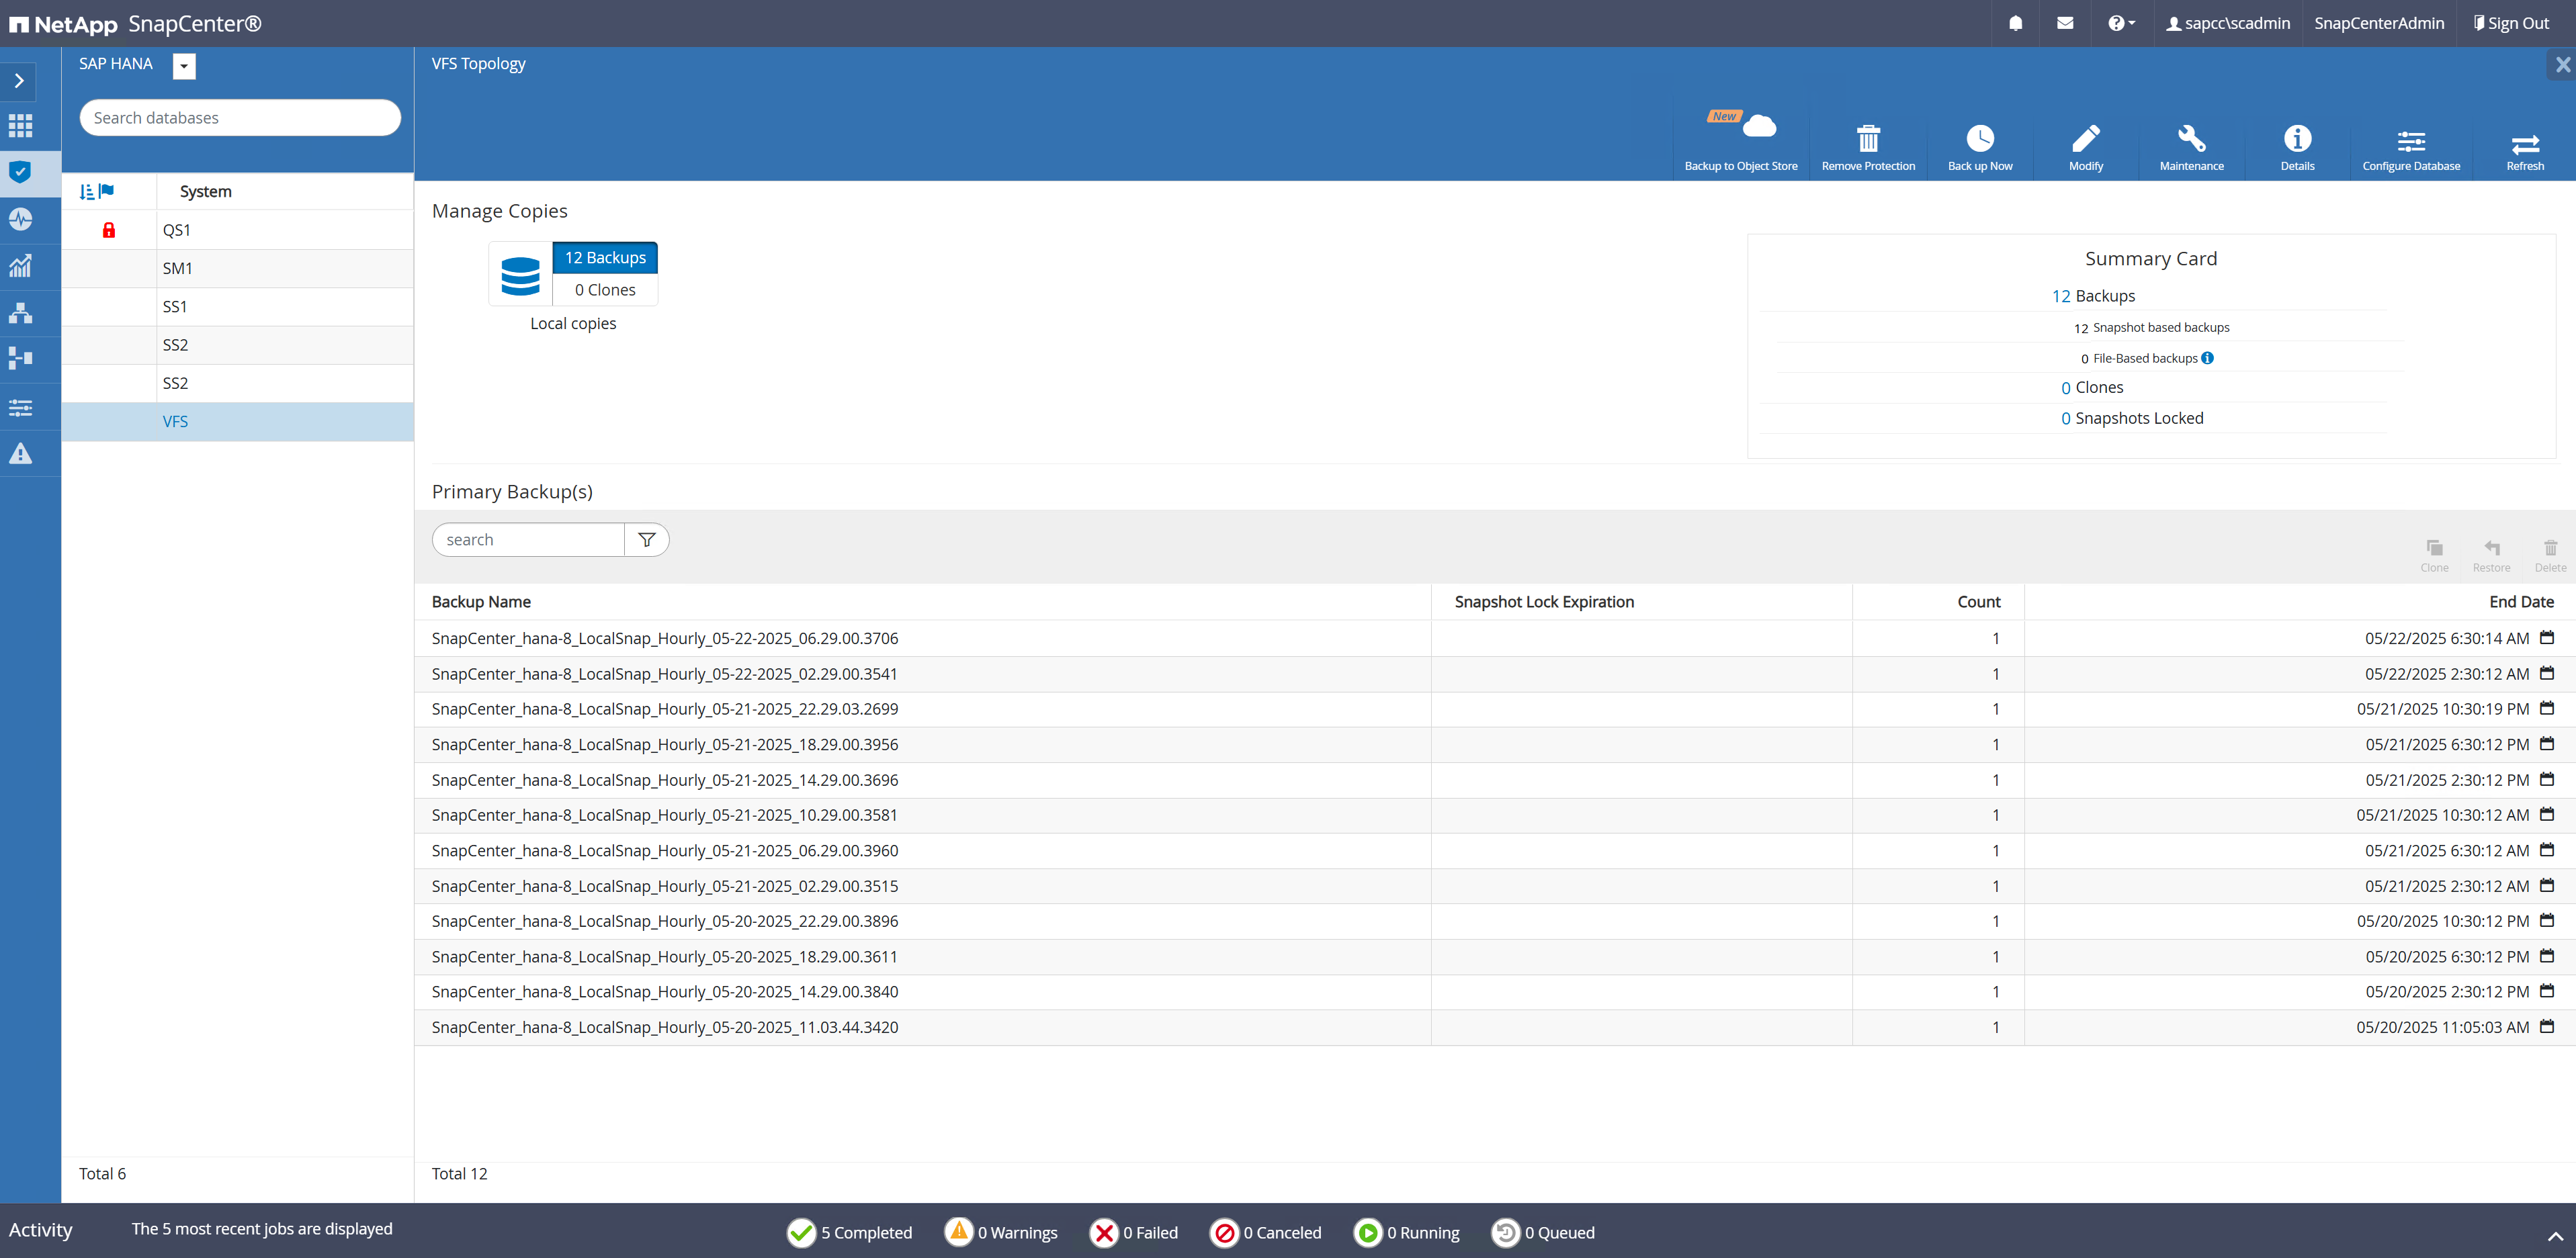 NetApp SnapCenter®
sapcc\scadmin SnapCenterAdmin Sign Out
SAP HANA
Search databases
System
QS1
SM1
SS1
SS2
SS2
VFS
Total 6
VFS Topology
New
Backup to Object Store Remove Protection Back up Now Modify Maintenance Details Configure Database Refresh
Manage Copies
12 Backups
0 Clones
Local copies
Summary Card
12 Backups
12 Snapshot based backups
0 File-Based backups
0 Clones
0 Snapshots Locked
Primary Backup(s)
search
Clone Restore Delete
Backup Name Snapshot Lock Expiration Count End Date
SnapCenter_hana-8_LocalSnap_Hourly_05-22-2025_06.29.00.3706 1 05/22/2025 6:30:14 AM
SnapCenter_hana-8_LocalSnap_Hourly_05-22-2025_02.29.00.3541 1 05/22/2025 2:30:12 AM
SnapCenter_hana-8_LocalSnap_Hourly_05-21-2025_22.29.03.2699 1 05/21/2025 10:30:19 PM
SnapCenter_hana-8_LocalSnap_Hourly_05-21-2025_18.29.00.3956 1 05/21/2025 6:30:12 PM
SnapCenter_hana-8_LocalSnap_Hourly_05-21-2025_14.29.00.3696 1 05/21/2025 2:30:12 PM
SnapCenter_hana-8_LocalSnap_Hourly_05-21-2025_10.29.00.3581 1 05/21/2025 10:30:12 AM
SnapCenter_hana-8_LocalSnap_Hourly_05-21-2025_06.29.00.3960 1 05/21/2025 6:30:12 AM
SnapCenter_hana-8_LocalSnap_Hourly_05-21-2025_02.29.00.3515 1 05/21/2025 2:30:12 AM
SnapCenter_hana-8_LocalSnap_Hourly_05-20-2025_22.29.00.3896 1 05/20/2025 10:30:12 PM
SnapCenter_hana-8_LocalSnap_Hourly_05-20-2025_18.29.00.3611 1 05/20/2025 6:30:12 PM
SnapCenter_hana-8_LocalSnap_Hourly_05-20-2025_14.29.00.3840 1 05/20/2025 2:30:12 PM
SnapCenter_hana-8_LocalSnap_Hourly_05-20-2025_11.03.44.3420 1 05/20/2025 11:05:03 AM
Total 12
Activity The 5 most recent jobs are displayed 5 Completed 0 Warnings 0 Failed 0 Canceled 0 Running 0 Queued